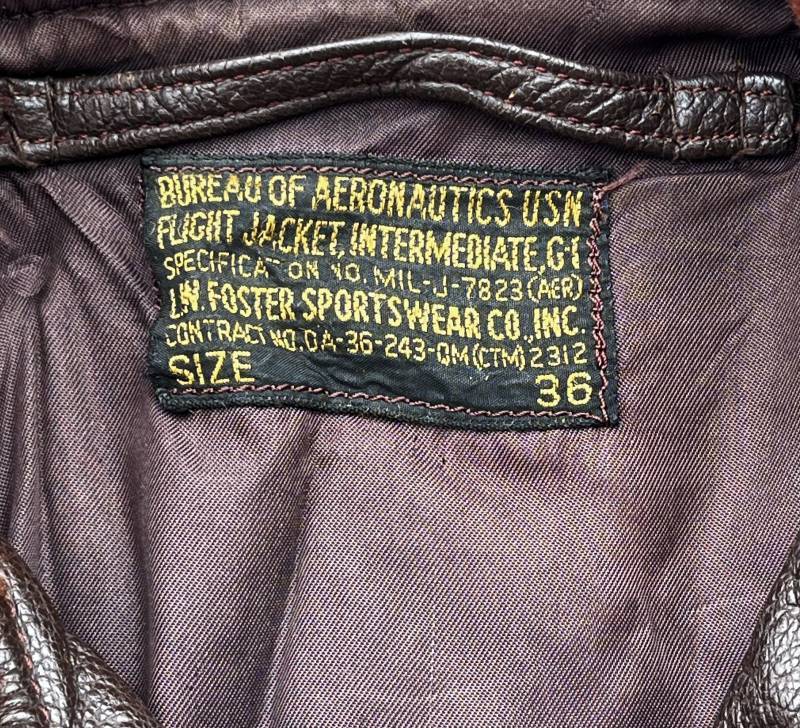 BUREAU OF AERONAUTICS USN
FLIGHT JACKET, INTERMEDIATE, G-1
SPECIFICATION NO. MIL-J-7823(AER)
L.W. FOSTER SPORTSWEAR CO., INC.
CONTRACT NO. DA-36-243-QM(CTM)2312
SIZE 36